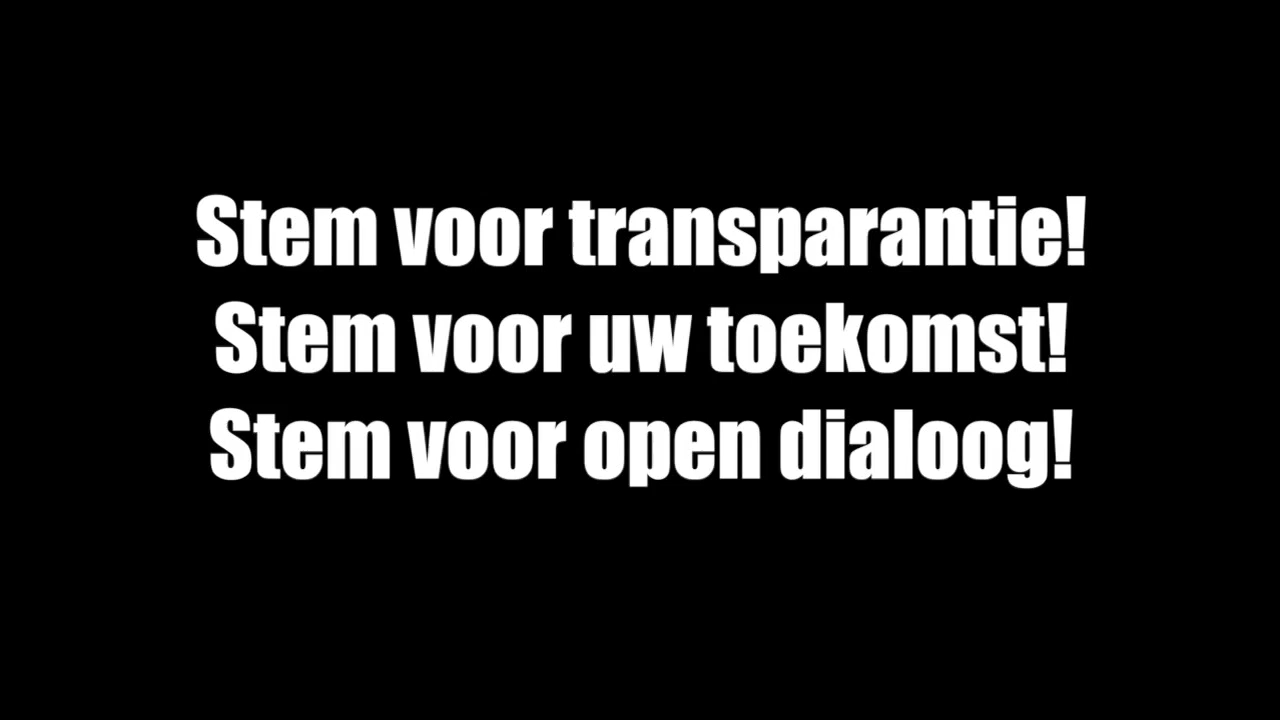 Stem voor transparantie!
Stem voor uw toekomst!
Stem voor open dialoog!